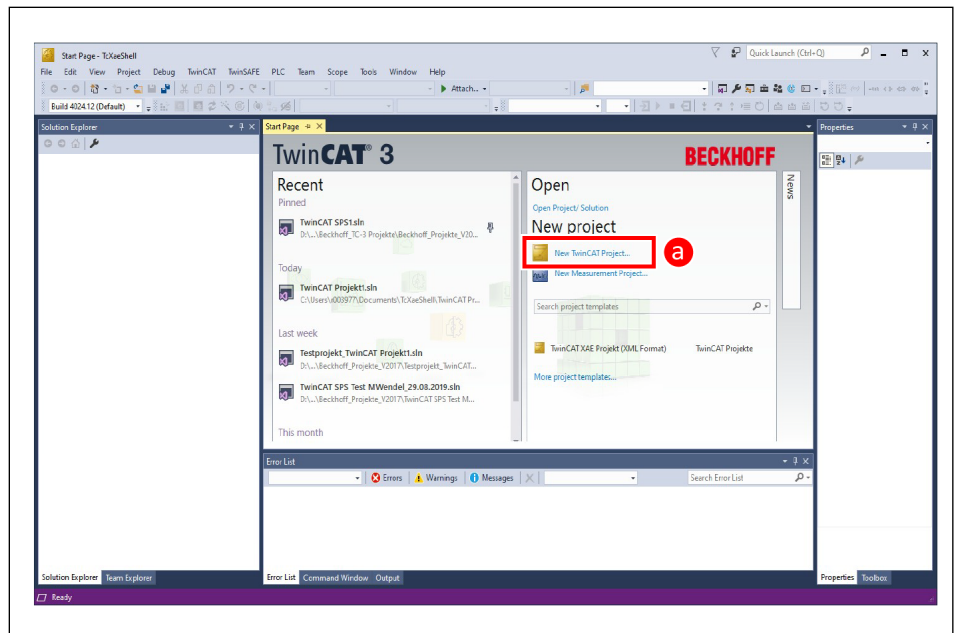 Start Page - TcXaeShell
Quick Launch (Ctrl+Q)
File Edit View Project Debug TwinCAT TwinSAFE PLC Team Scope Tools Window Help
Attach...
Build 4024.12 (Default)
Solution Explorer
Start Page
Properties
TwinCAT® 3
BECKHOFF
Recent
Open
News
Pinned
Open Project/ Solution
TwinCAT SPS1.sln
D:\...\Beckhoff_TC-3 Projekte\Beckhoff_Projekte_V20...
New project
New TwinCAT Project...
a
Today
New Measurement Project...
TwinCAT Projekt1.sln
C:\Users\r003977\Documents\TcXaeShell\TwinCAT Pr...
Search project templates
Last week
Testprojekt_TwinCAT Projekt1.sln
D:\...\Beckhoff_Projekte_V2017\Testprojekt_TwinCAT...
TwinCAT XAE Projekt (XML Format) TwinCAT Projekte
More project templates...
TwinCAT SPS Test MWendel_29.08.2019.sln
D:\...\Beckhoff_Projekte_V2017\TwinCAT SPS Test M...
This month
Error List
Errors Warnings Messages
Search Error List
Solution Explorer Team Explorer
Error List Command Window Output
Properties Toolbox
Ready